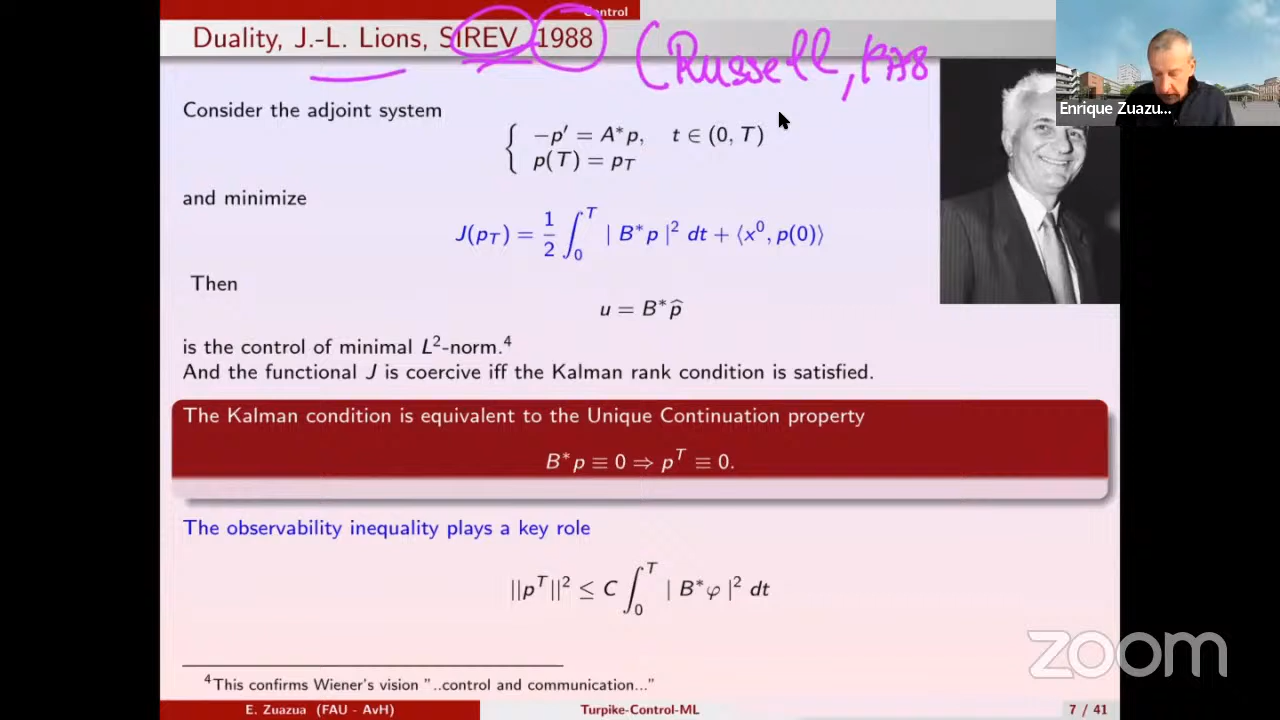 Control
Duality, J.-L. Lions, SIREV, 1988
(Russell, 1978
Enrique Zuazu...
Consider the adjoint system
{ −p′ = A*p, t ∈ (0, T)
p(T) = p_T
and minimize
J(p_T) = 1/2 ∫_0^T | B*p |² dt + ⟨x⁰, p(0)⟩
Then
u = B*p̂
is the control of minimal L²-norm.⁴
And the functional J is coercive iff the Kalman rank condition is satisfied.
The Kalman condition is equivalent to the Unique Continuation property
B*p ≡ 0 ⇒ p^T ≡ 0.
The observability inequality plays a key role
||p^T||² ≤ C ∫_0^T | B*φ |² dt
zoom
⁴This confirms Wiener's vision "..control and communication..."
E. Zuazua (FAU - AvH) Turpike-Control-ML 7 / 41